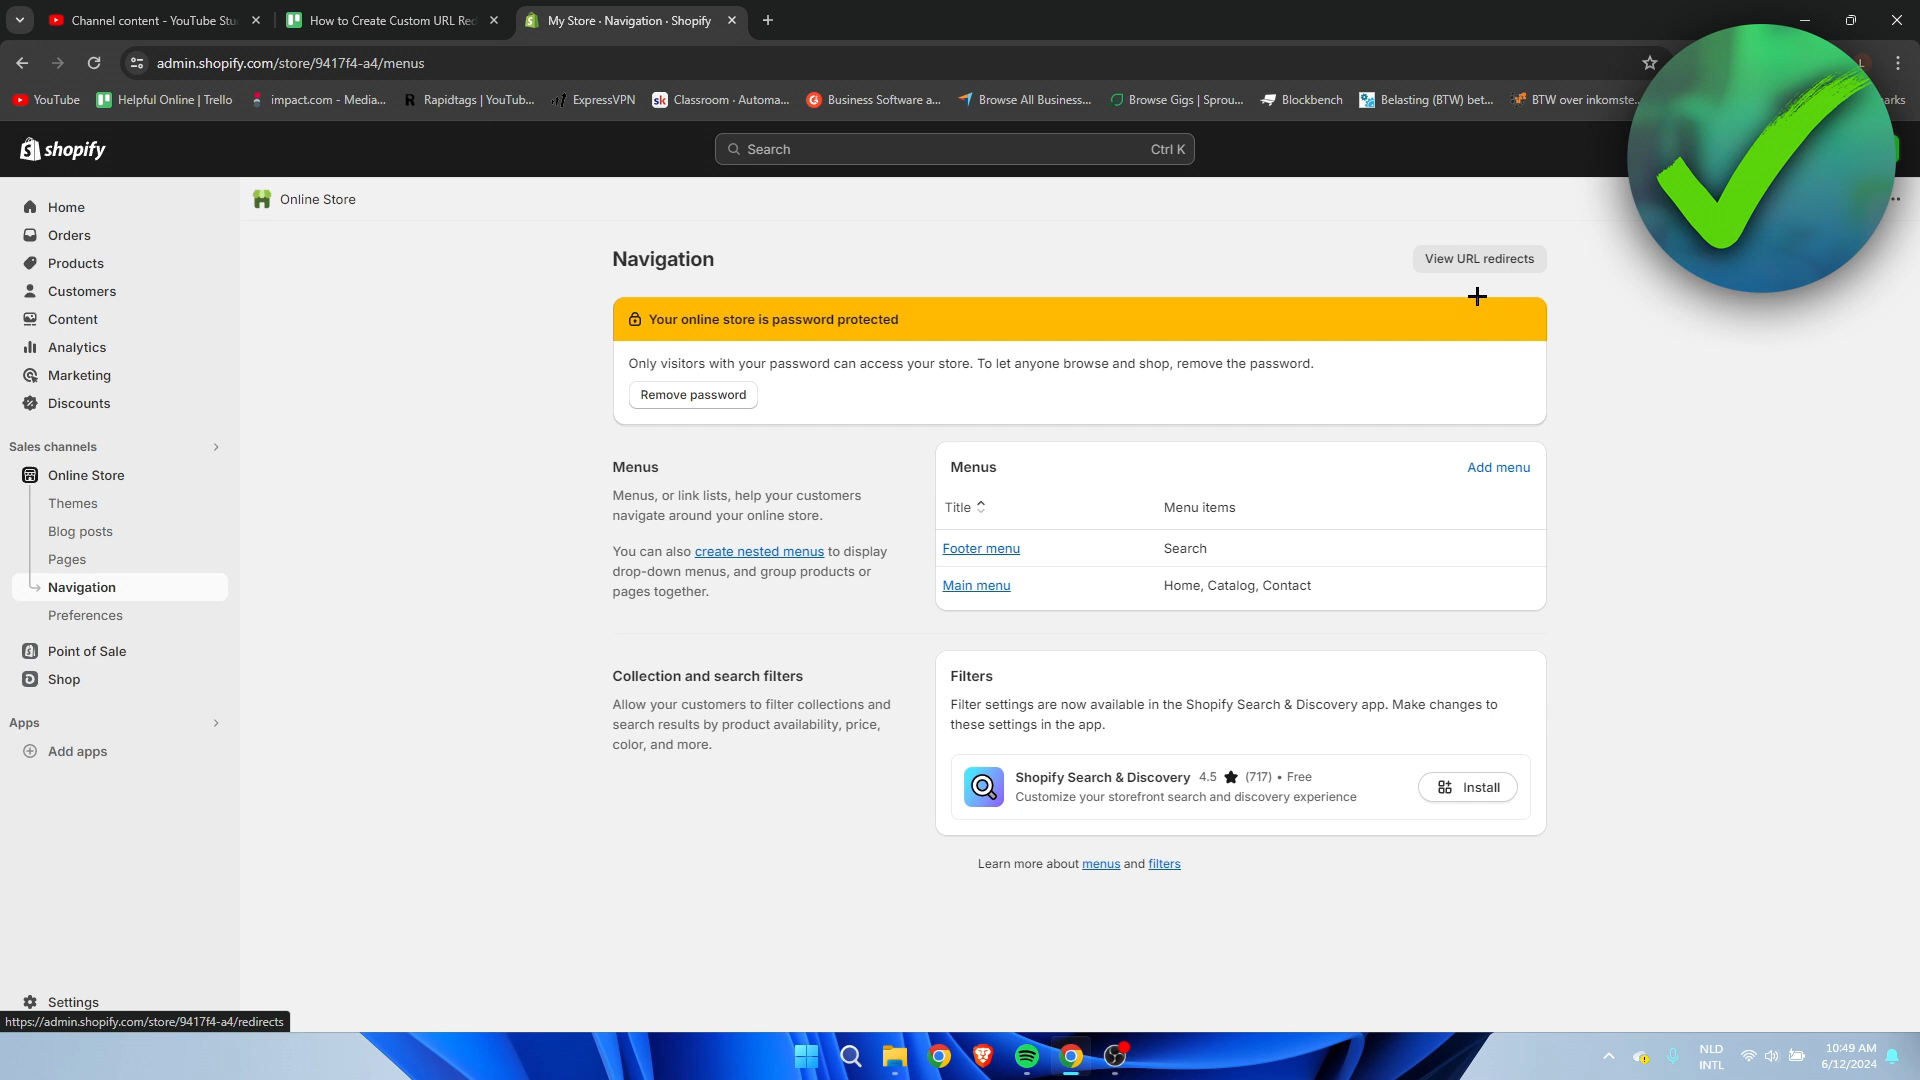 Channel content - YouTube Stu
How to Create Custom URL Red
My Store · Navigation · Shopify
admin.shopify.com/store/9417f4-a4/menus
YouTube
Helpful Online | Trello
impact.com - Media...
Rapidtags | YouTub...
ExpressVPN
Classroom · Automa...
Business Software a...
Browse All Business...
Browse Gigs | Sprou...
Blockbench
Belasting (BTW) bet...
BTW over inkomste...
arks
shopify
Search
Ctrl K
Home
Orders
Products
Customers
Content
Analytics
Marketing
Discounts
Sales channels
Online Store
Themes
Blog posts
Pages
Navigation
Preferences
Point of Sale
Shop
Apps
Add apps
Settings
https://admin.shopify.com/store/9417f4-a4/redirects
Online Store
Navigation
View URL redirects
Your online store is password protected
Only visitors with your password can access your store. To let anyone browse and shop, remove the password.
Remove password
Menus
Menus, or link lists, help your customers
navigate around your online store.
You can also create nested menus to display
drop-down menus, and group products or
pages together.
Menus
Add menu
Title
Menu items
Footer menu
Search
Main menu
Home, Catalog, Contact
Collection and search filters
Allow your customers to filter collections and
search results by product availability, price,
color, and more.
Filters
Filter settings are now available in the Shopify Search & Discovery app. Make changes to
these settings in the app.
Shopify Search & Discovery 4.5 ★ (717) • Free
Customize your storefront search and discovery experience
Install
Learn more about menus and filters
NLD
INTL
10:49 AM
6/12/2024